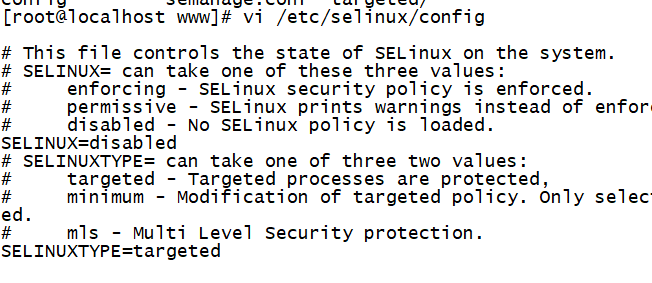 [root@localhost www]# vi /etc/selinux/config
# This file controls the state of SELinux on the system.
# SELINUX= can take one of these three values:
#     enforcing - SELinux security policy is enforced.
#     permissive - SELinux prints warnings instead of enfor
#     disabled - No SELinux policy is loaded.
SELINUX=disabled
# SELINUXTYPE= can take one of three two values:
#     targeted - Targeted processes are protected,
#     minimum - Modification of targeted policy. Only selec
ed.
#     mls - Multi Level Security protection.
SELINUXTYPE=targeted